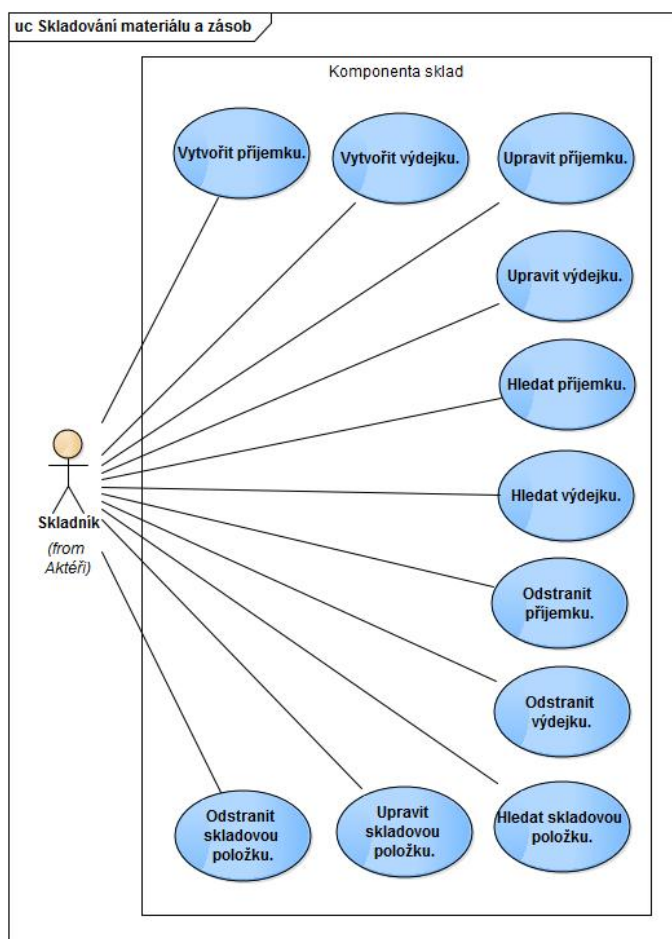 uc Skladování materiálu a zásob
Komponenta sklad
Vytvořit příjemku.
Vytvořit výdejku.
Upravit příjemku.
Upravit výdejku.
Hledat příjemku.
Hledat výdejku.
Skladník
(from
Aktéři)
Odstranit
příjemku.
Odstranit
výdejku.
Odstranit
skladovou
položku.
Upravit
skladovou
položku.
Hledat skladovou
položku.